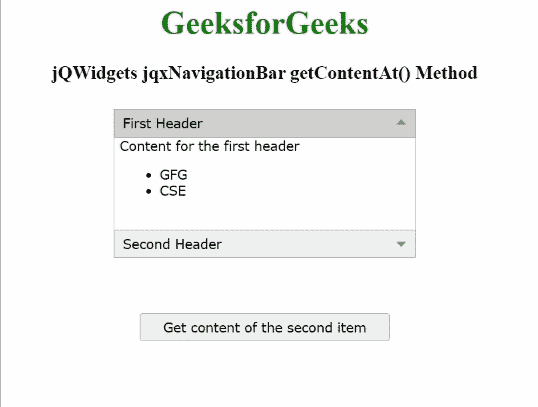 GeeksforGeeks
jQWidgets jqxNavigationBar getContentAt() Method
First Header
Content for the first header
• GFG
• CSE
Second Header
Get content of the second item